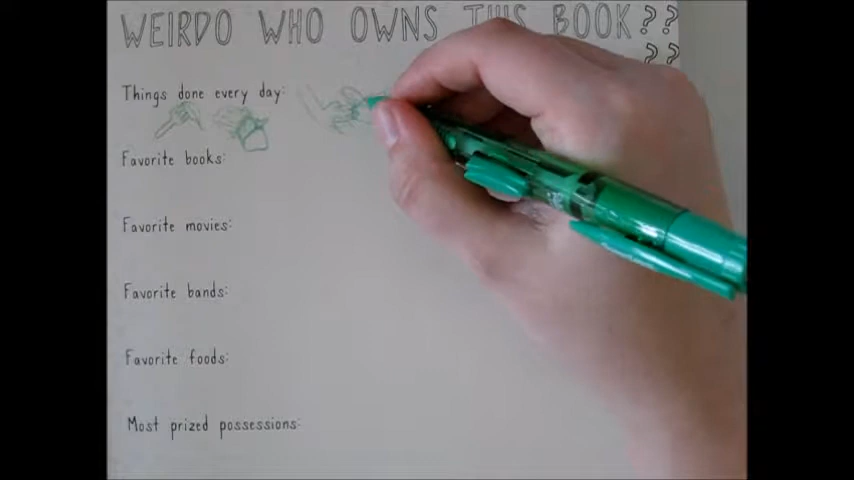 WEIRDO WHO OWNS THIS BOOK??
??
Things done every day:
Favorite books:
Favorite movies:
Favorite bands:
Favorite foods:
Most prized possessions: